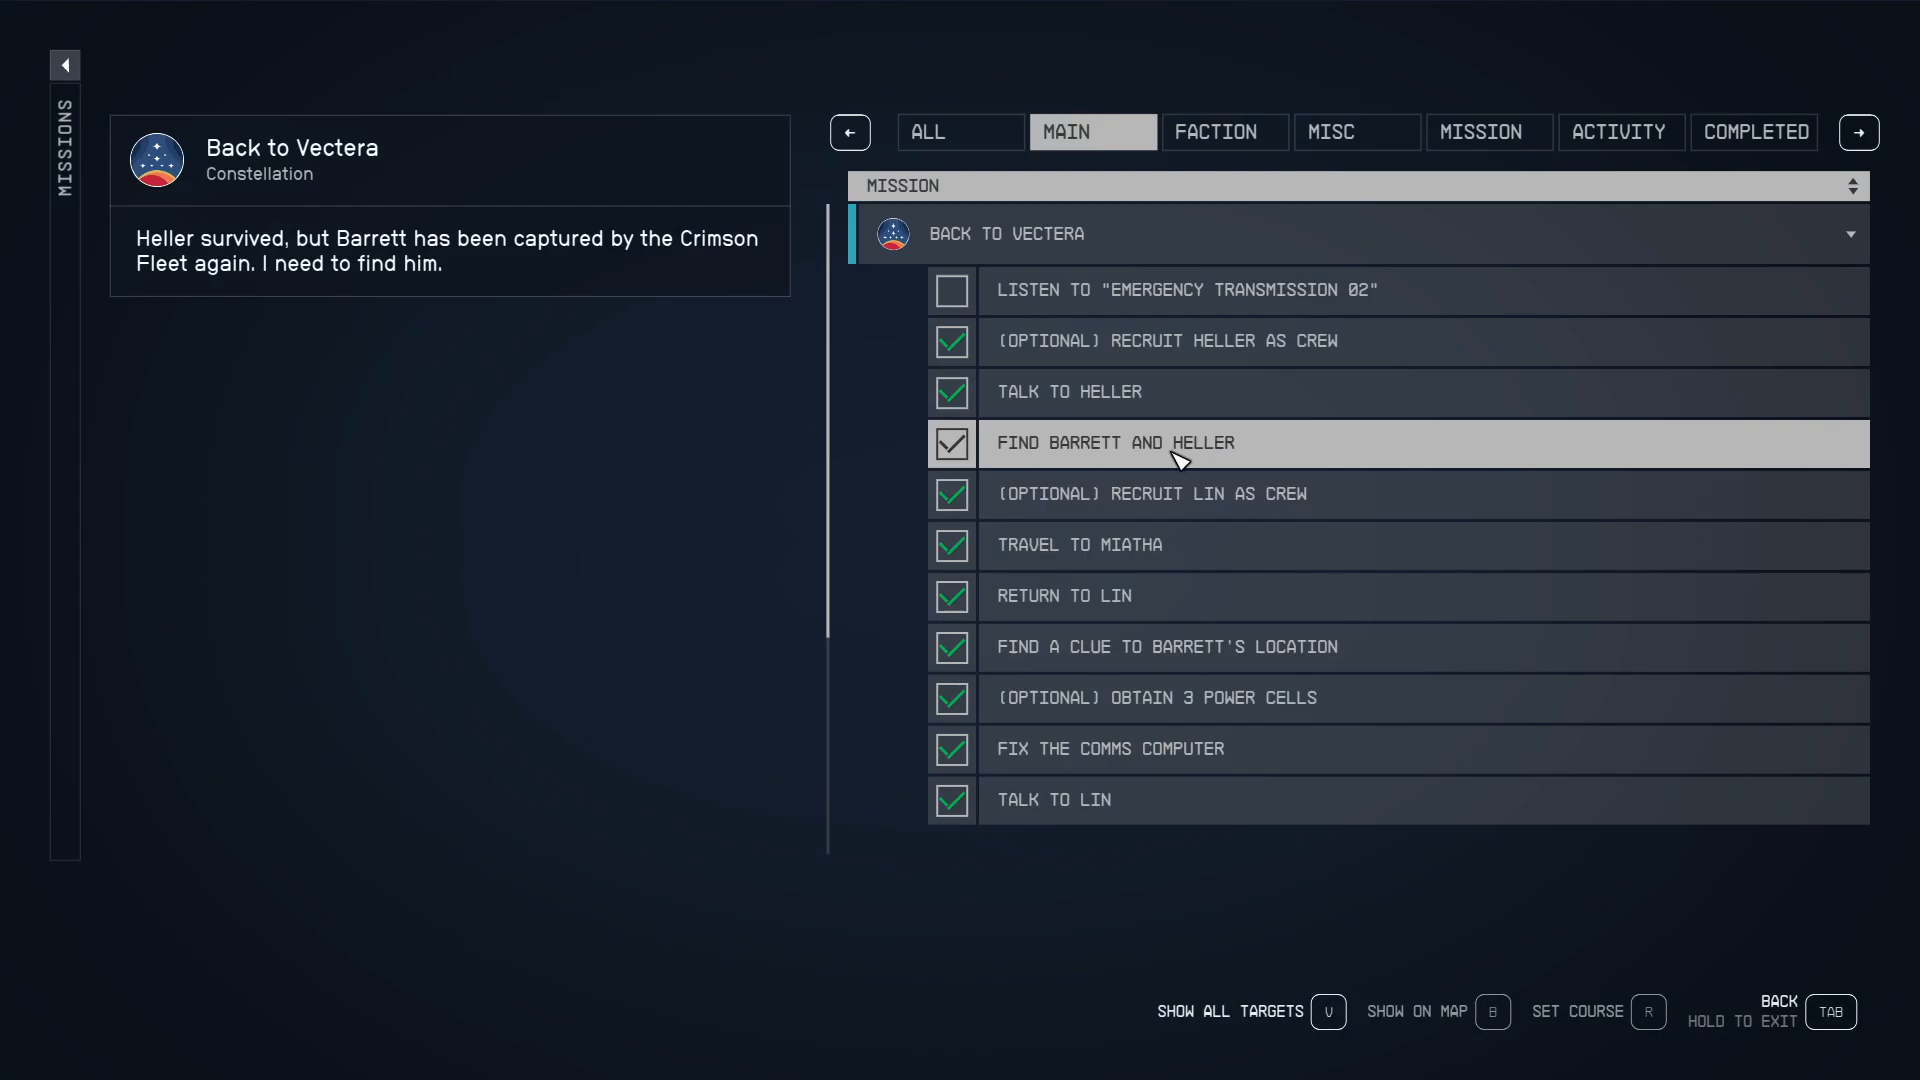 MISSIONS
Back to Vectera
Constellation
Heller survived, but Barrett has been captured by the Crimson
Fleet again. I need to find him.
ALL
MAIN
FACTION
MISC
MISSION
ACTIVITY
COMPLETED
MISSION
BACK TO VECTERA
LISTEN TO "EMERGENCY TRANSMISSION 02"
(OPTIONAL) RECRUIT HELLER AS CREW
TALK TO HELLER
FIND BARRETT AND HELLER
(OPTIONAL) RECRUIT LIN AS CREW
TRAVEL TO MIATHA
RETURN TO LIN
FIND A CLUE TO BARRETT'S LOCATION
(OPTIONAL) OBTAIN 3 POWER CELLS
FIX THE COMMS COMPUTER
TALK TO LIN
SHOW ALL TARGETS V
SHOW ON MAP B
SET COURSE R
BACK
HOLD TO EXIT
TAB